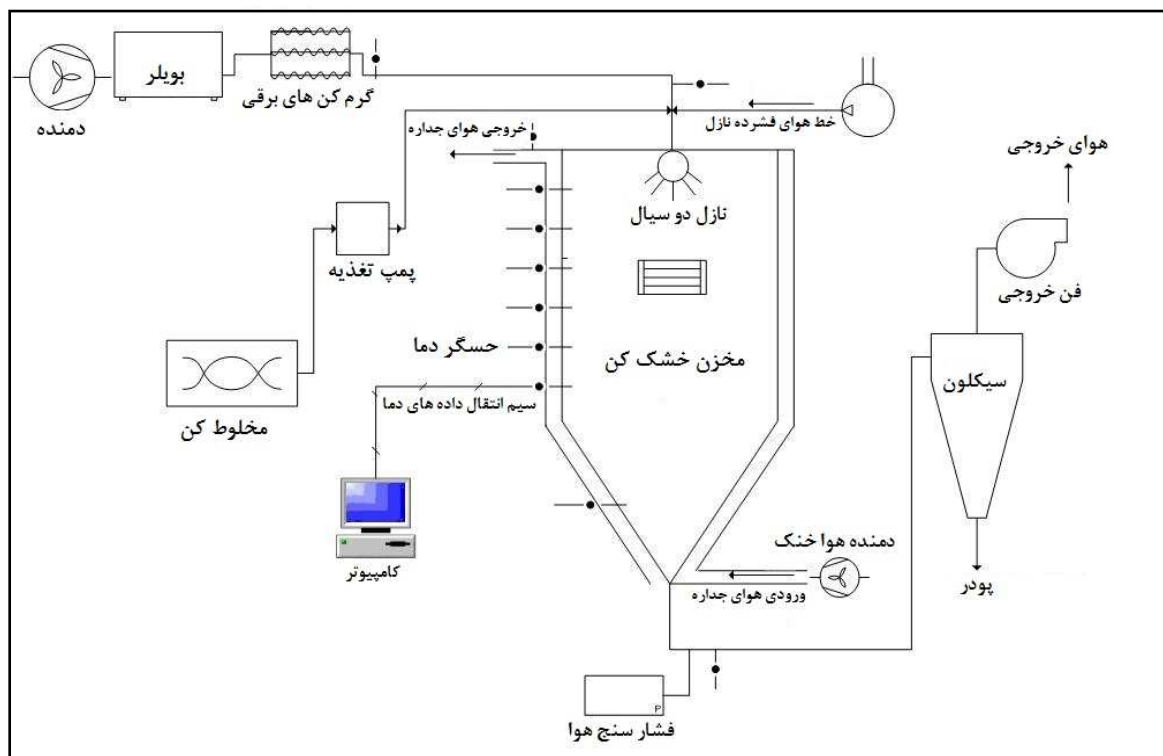 دمنده
بویلر
گرم کن های برقی
خط هوای فشرده نازل
خروجی هوای جداره
هوای خروجی
نازل دو سیال
پمپ تغذیه
فن خروجی
حسگر دما
مخزن خشک کن
سیکلون
سیم انتقال داده های دما
مخلوط کن
کامپیوتر
دمنده هوا خنک
ورودی هوای جداره
پودر
P
فشار سنج هوا